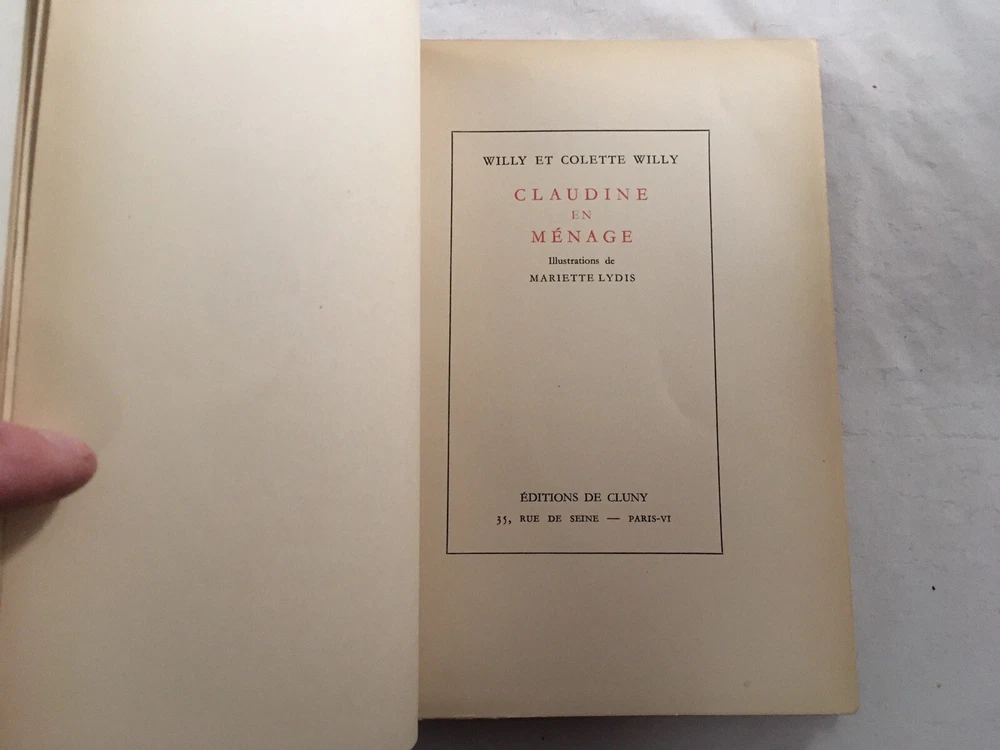 WILLY ET COLETTE WILLY
CLAUDINE
EN
MÉNAGE
Illustrations de
MARIETTE LYDIS
ÉDITIONS DE CLUNY
35, RUE DE SEINE — PARIS-VI